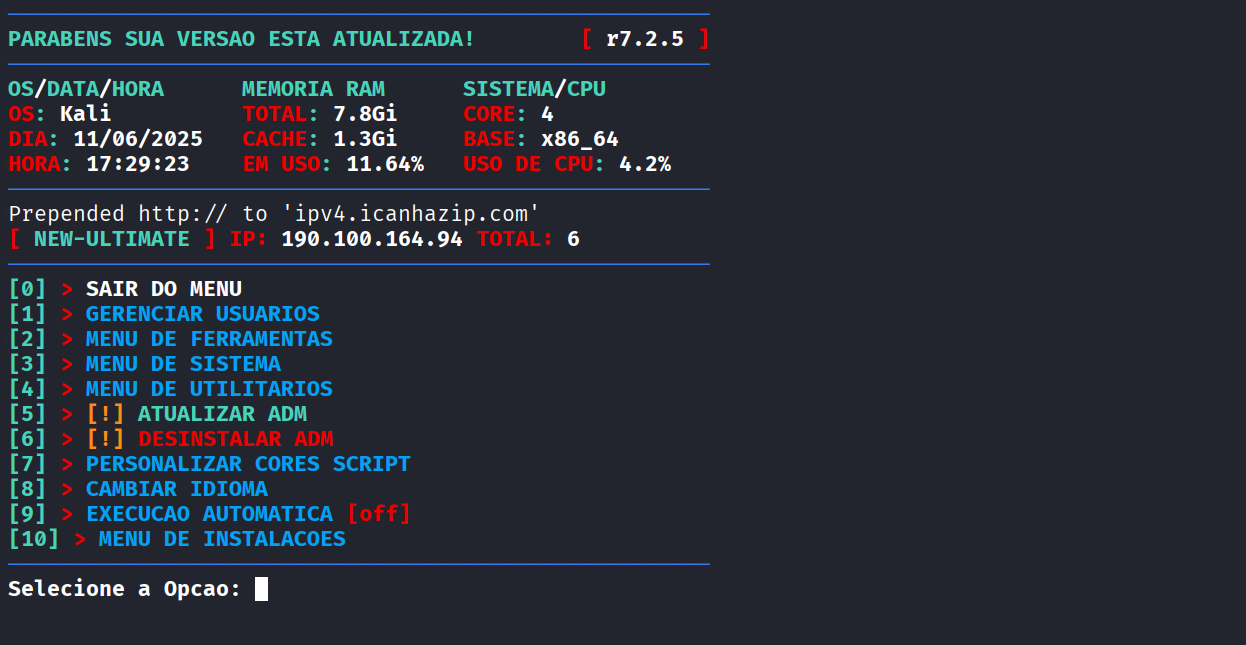 PARABENS SUA VERSAO ESTA ATUALIZADA! [ r7.2.5 ]
OS/DATA/HORA MEMORIA RAM SISTEMA/CPU
OS: Kali TOTAL: 7.8Gi CORE: 4
DIA: 11/06/2025 CACHE: 1.3Gi BASE: x86_64
HORA: 17:29:23 EM USO: 11.64% USO DE CPU: 4.2%
Prepended http:// to 'ipv4.icanhazip.com'
[ NEW-ULTIMATE ] IP: 190.100.164.94 TOTAL: 6
[0] > SAIR DO MENU
[1] > GERENCIAR USUARIOS
[2] > MENU DE FERRAMENTAS
[3] > MENU DE SISTEMA
[4] > MENU DE UTILITARIOS
[5] > [!] ATUALIZAR ADM
[6] > [!] DESINSTALAR ADM
[7] > PERSONALIZAR CORES SCRIPT
[8] > CAMBIAR IDIOMA
[9] > EXECUCAO AUTOMATICA [off]
[10] > MENU DE INSTALACOES
Selecione a Opcao: